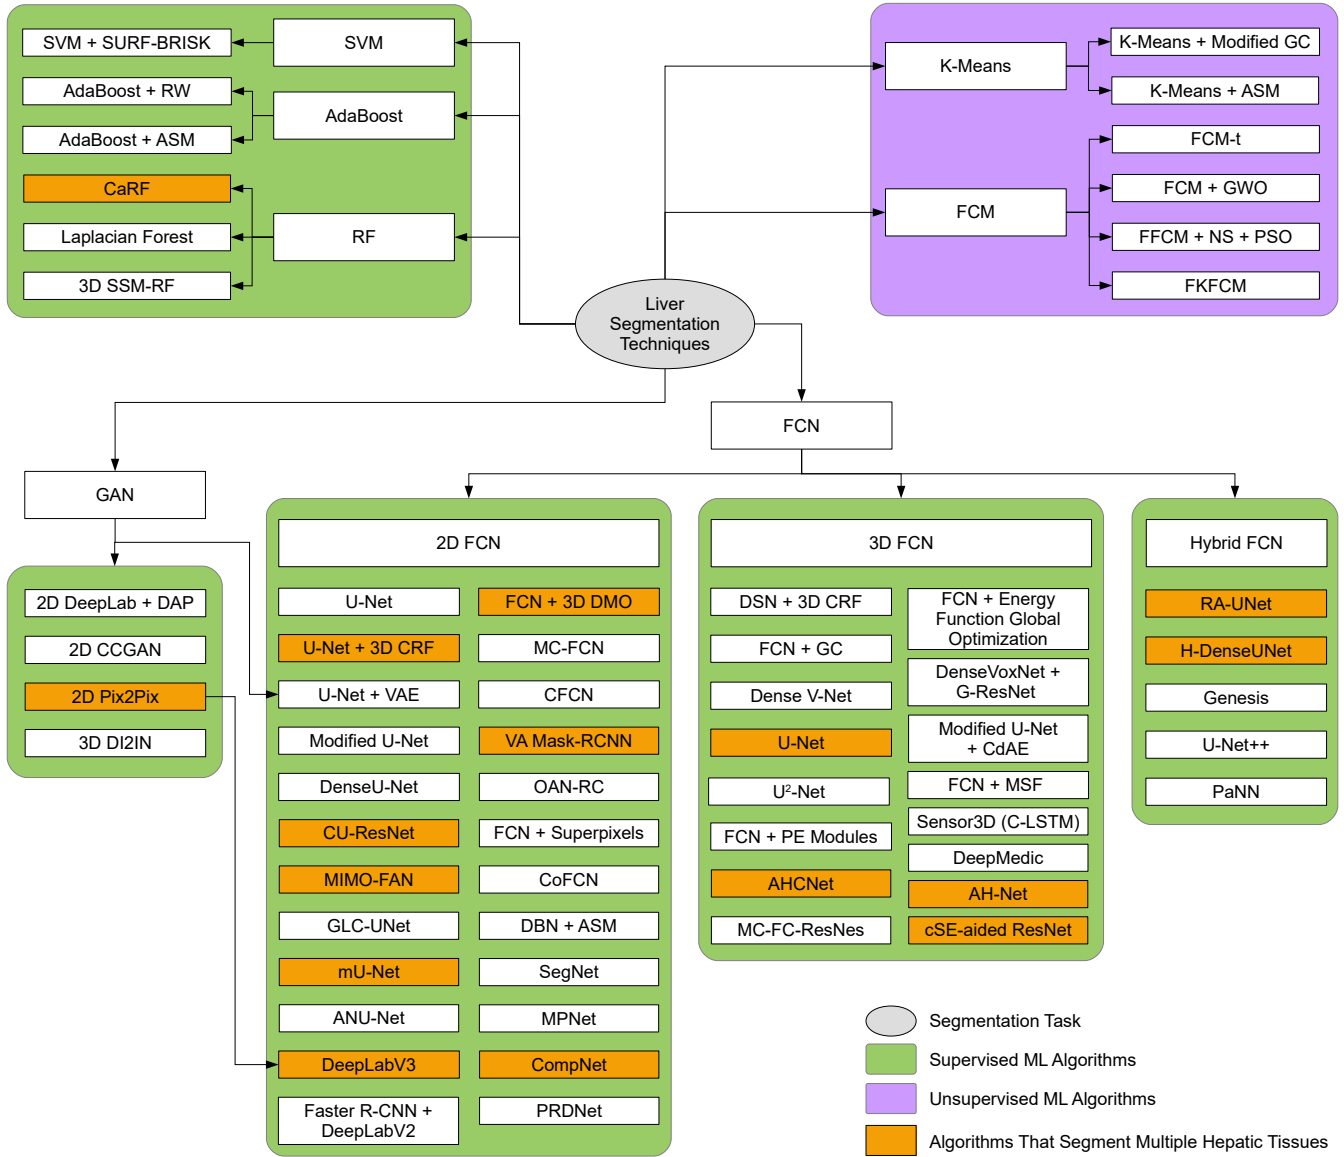 SVM + SURF-BRISK
SVM
AdaBoost + RW
AdaBoost
AdaBoost + ASM
CaRF
Laplacian Forest
RF
3D SSM-RF
K-Means
K-Means + Modified GC
K-Means + ASM
FCM
FCM-t
FCM + GWO
FFCM + NS + PSO
FKFCM
Liver
Segmentation
Techniques
FCN
GAN
2D DeepLab + DAP
2D CCGAN
2D Pix2Pix
3D DI2IN
2D FCN
U-Net
U-Net + 3D CRF
U-Net + VAE
Modified U-Net
DenseU-Net
CU-ResNet
MIMO-FAN
GLC-UNet
mU-Net
ANU-Net
DeepLabV3
Faster R-CNN +
DeepLabV2
FCN + 3D DMO
MC-FCN
CFCN
VA Mask-RCNN
OAN-RC
FCN + Superpixels
CoFCN
DBN + ASM
SegNet
MPNet
CompNet
PRDNet
3D FCN
DSN + 3D CRF
FCN + GC
Dense V-Net
U-Net
U²-Net
FCN + PE Modules
AHCNet
MC-FC-ResNes
FCN + Energy
Function Global
Optimization
DenseVoxNet +
G-ResNet
Modified U-Net
+ CdAE
FCN + MSF
Sensor3D (C-LSTM)
DeepMedic
AH-Net
cSE-aided ResNet
Hybrid FCN
RA-UNet
H-DenseUNet
Genesis
U-Net++
PaNN
Segmentation Task
Supervised ML Algorithms
Unsupervised ML Algorithms
Algorithms That Segment Multiple Hepatic Tissues